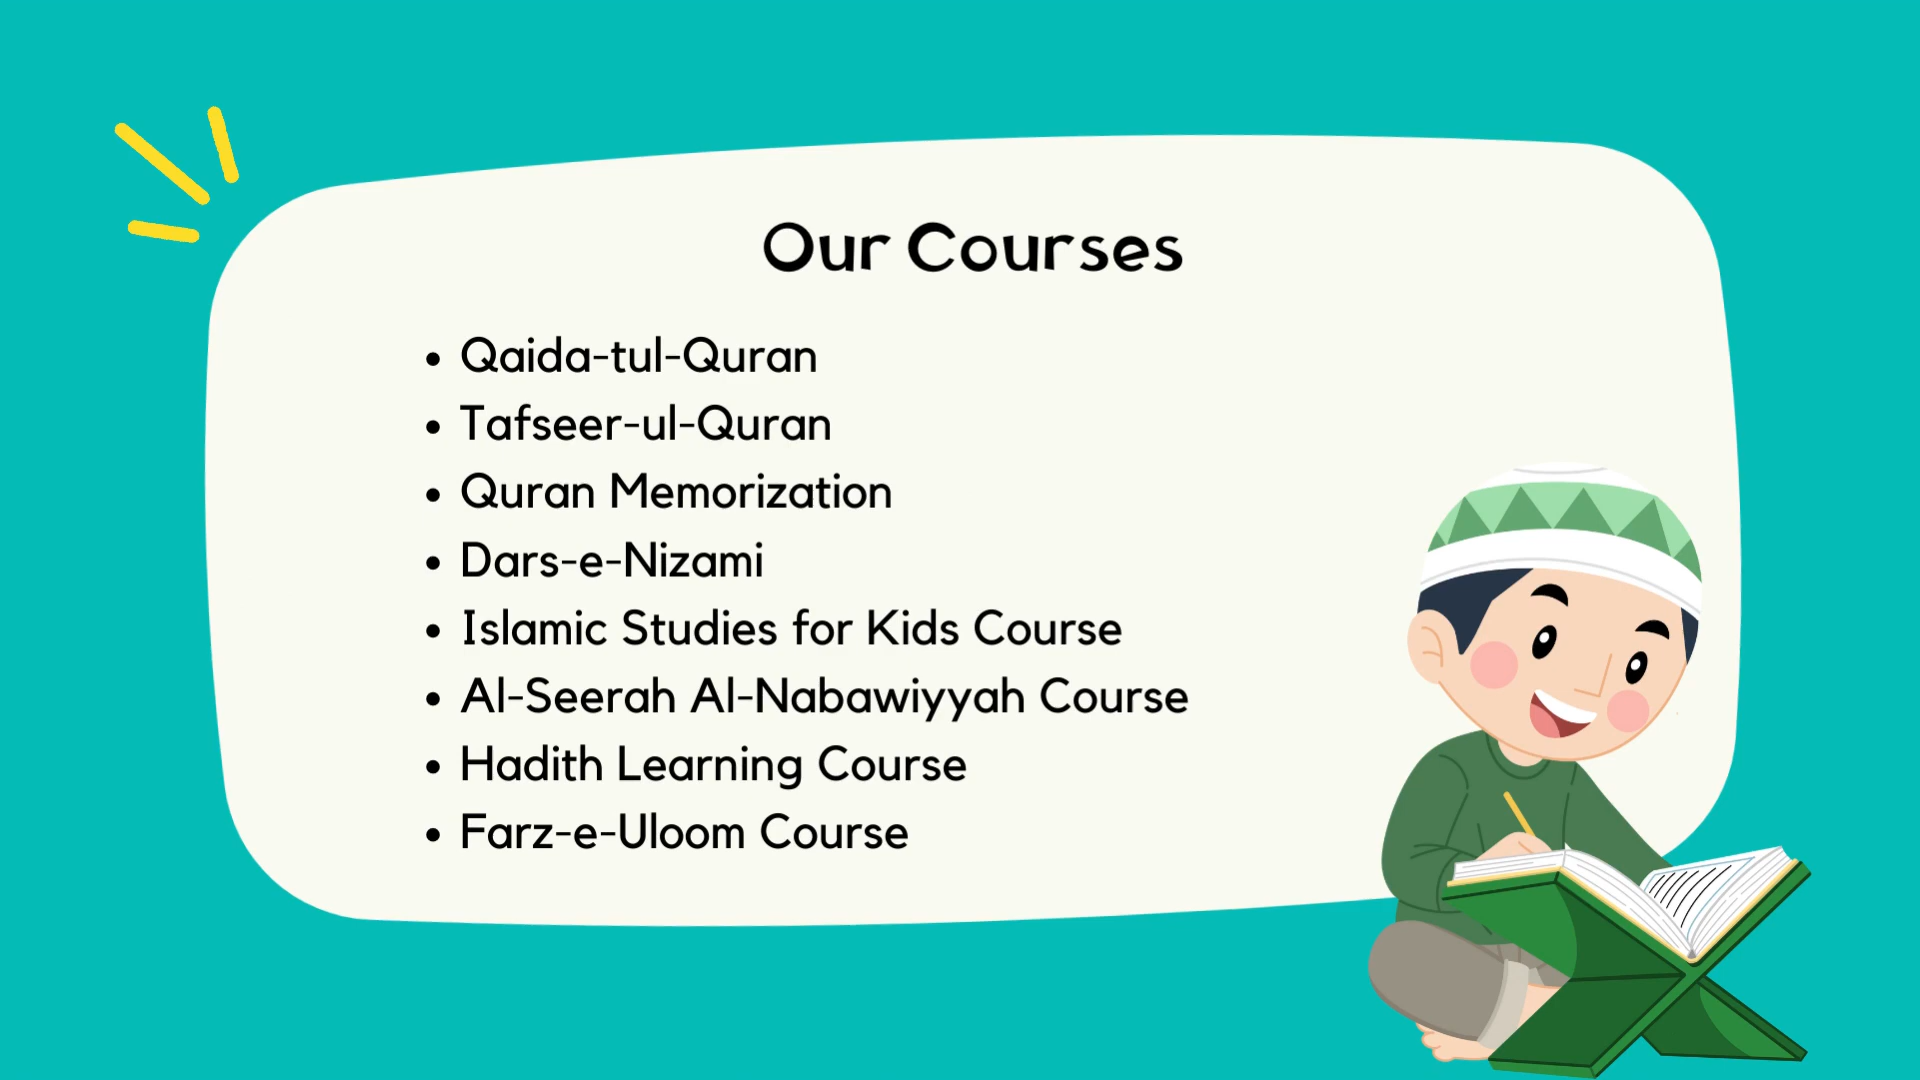 Our Courses
• Qaida-tul-Quran
• Tafseer-ul-Quran
• Quran Memorization
• Dars-e-Nizami
• Islamic Studies for Kids Course
• Al-Seerah Al-Nabawiyyah Course
• Hadith Learning Course
• Farz-e-Uloom Course